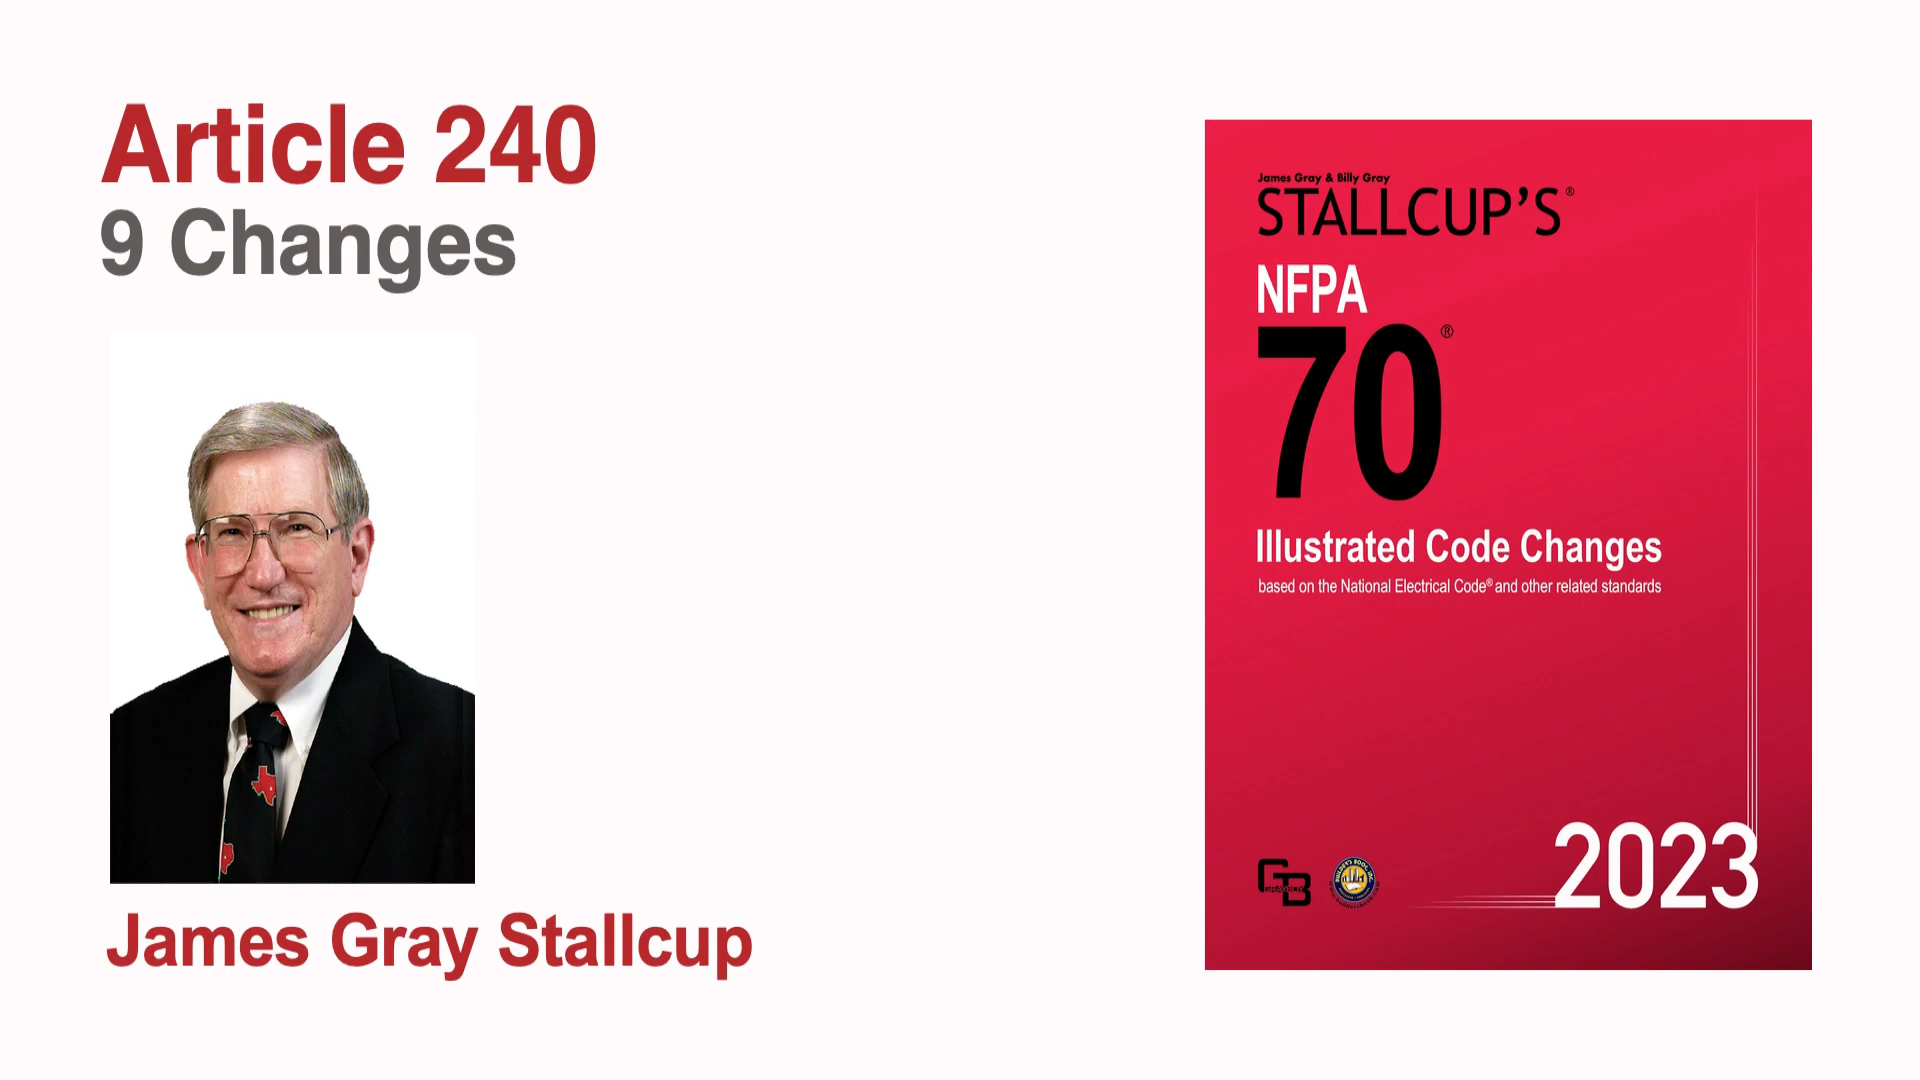 Article 240
9 Changes
James Gray Stallcup
James Gray & Billy Gray
STALLCUP'S®
NFPA
70®
Illustrated Code Changes
based on the National Electrical Code® and other related standards
GB
2023